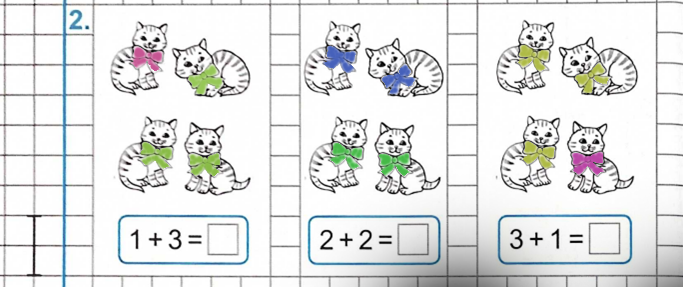 2.
1 + 3 =
2 + 2 =
3 + 1 =